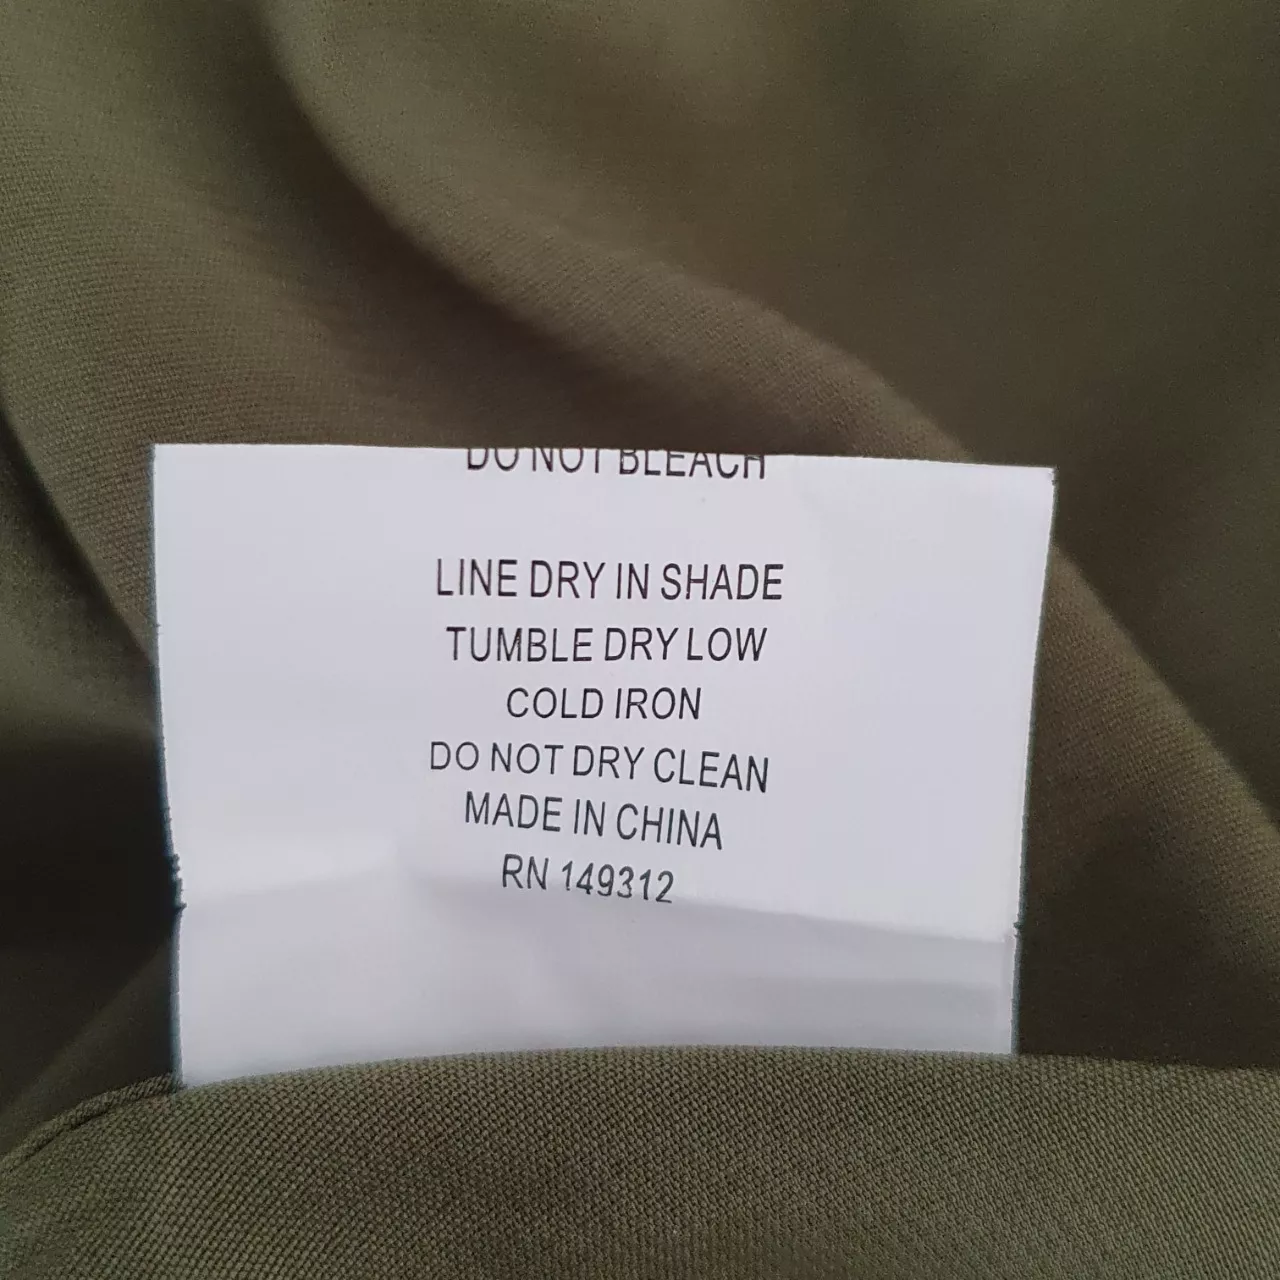 DO NOT BLEACH
LINE DRY IN SHADE
TUMBLE DRY LOW
COLD IRON
DO NOT DRY CLEAN
MADE IN CHINA
RN 149312